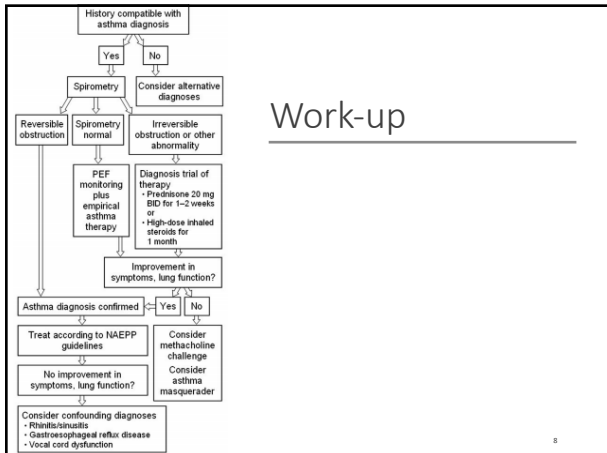 History compatible with
asthma diagnosis
Yes
No
Spirometry
Consider alternative
diagnoses
Work-up
Reversible
obstruction
Spirometry
normal
Irreversible
obstruction or other
abnormality
PEF
monitoring
plus
empirical
asthma
therapy
Diagnosis trial of
therapy
• Prednisone 20 mg
BID for 1–2 weeks
or
• High-dose inhaled
steroids for
1 month
Improvement in
symptoms, lung function?
Asthma diagnosis confirmed
Yes
No
Treat according to NAEPP
guidelines
Consider
methacholine
challenge
Consider
asthma
masquerader
No improvement in
symptoms, lung function?
Consider confounding diagnoses
• Rhinitis/sinusitis
• Gastroesophageal reflux disease
• Vocal cord dysfunction
8